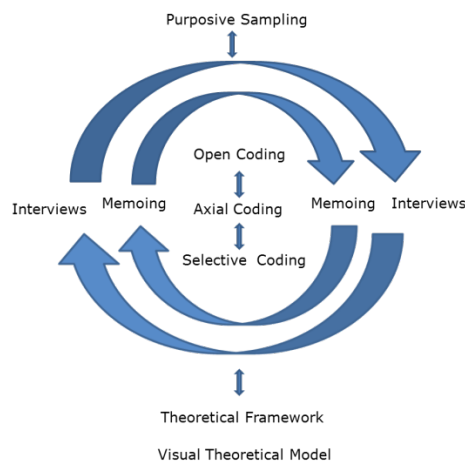 Purposive Sampling
Open Coding
Interviews Memoing Axial Coding Memoing Interviews
Selective Coding
Theoretical Framework
Visual Theoretical Model